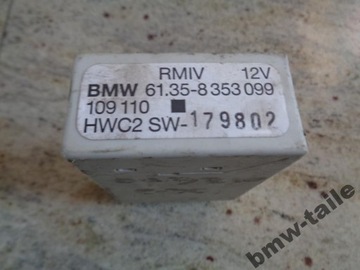 RMIV 12V
BMW 61.35-8 353 099
109 110
HWC2 SW-179802
bmw-taile